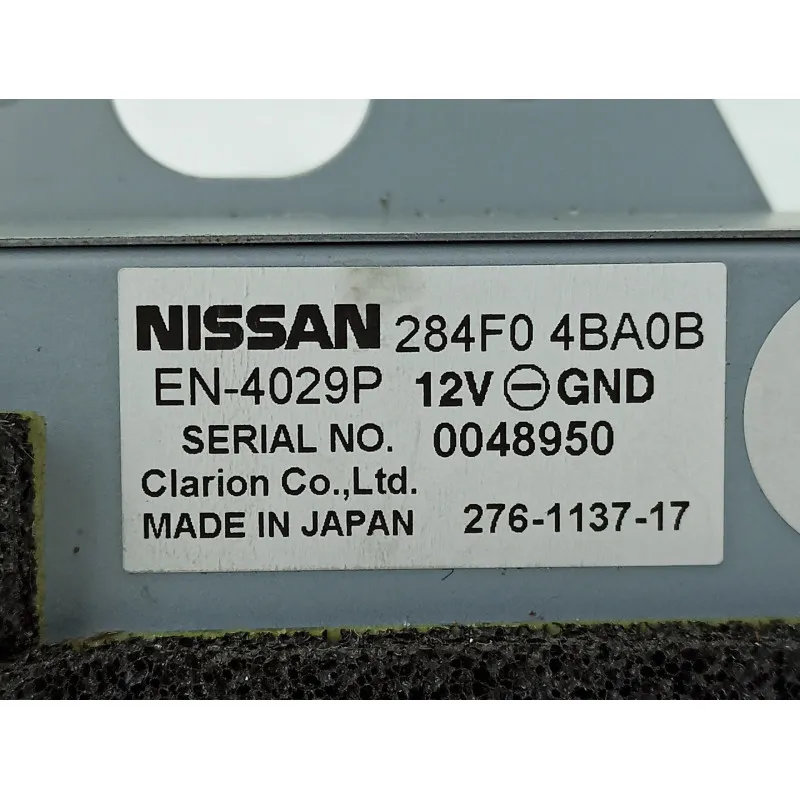 NISSAN 284F0 4BA0B
EN-4029P 12V ⊖ GND
SERIAL NO. 0048950
Clarion Co.,Ltd.
MADE IN JAPAN 276-1137-17